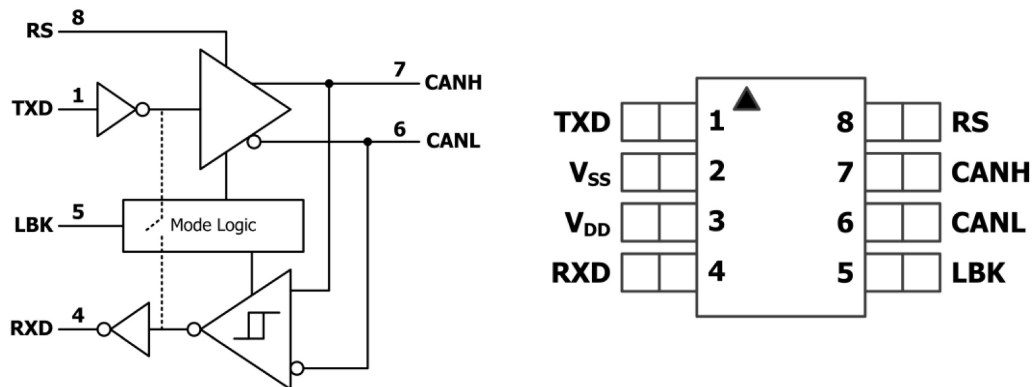 RS 8
7 CANH
TXD 1
6 CANL
LBK 5
Mode Logic
RXD 4
TXD 1 8 RS
VSS 2 7 CANH
VDD 3 6 CANL
RXD 4 5 LBK